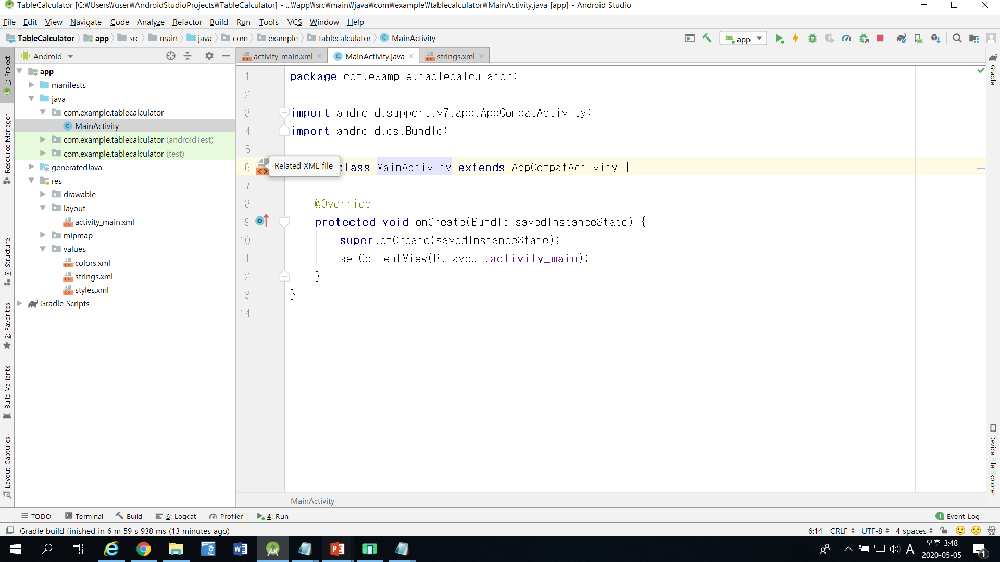 TableCalculator [C:₩Users₩user₩AndroidStudioProjects₩TableCalculator] - ...₩app₩src₩main₩java₩com₩example₩tablecalculator₩MainActivity.java [app] - Android Studio
File Edit View Navigate Code Analyze Refactor Build Run Tools VCS Window Help
TableCalculator app src main java com example tablecalculator MainActivity
app
Android
activity_main.xml
MainActivity.java
strings.xml
1: Project
Resource Manager
7: Structure
2: Favorites
Build Variants
Layout Captures
app
manifests
java
com.example.tablecalculator
MainActivity
com.example.tablecalculator (androidTest)
com.example.tablecalculator (test)
generatedJava
res
drawable
layout
activity_main.xml
mipmap
values
colors.xml
strings.xml
styles.xml
Gradle Scripts
1 package com.example.tablecalculator;
2
3 import android.support.v7.app.AppCompatActivity;
4 import android.os.Bundle;
5
6 class MainActivity extends AppCompatActivity {
Related XML file
7
8 @Override
9 protected void onCreate(Bundle savedInstanceState) {
10 super.onCreate(savedInstanceState);
11 setContentView(R.layout.activity_main);
12 }
13 }
14
MainActivity
Gradle
Device File Explorer
TODO Terminal Build 6: Logcat Profiler 4: Run
1 Event Log
Gradle build finished in 6 m 59 s 938 ms (13 minutes ago)
6:14 CRLF UTF-8 4 spaces
A
오후 3:48
2020-05-05
1